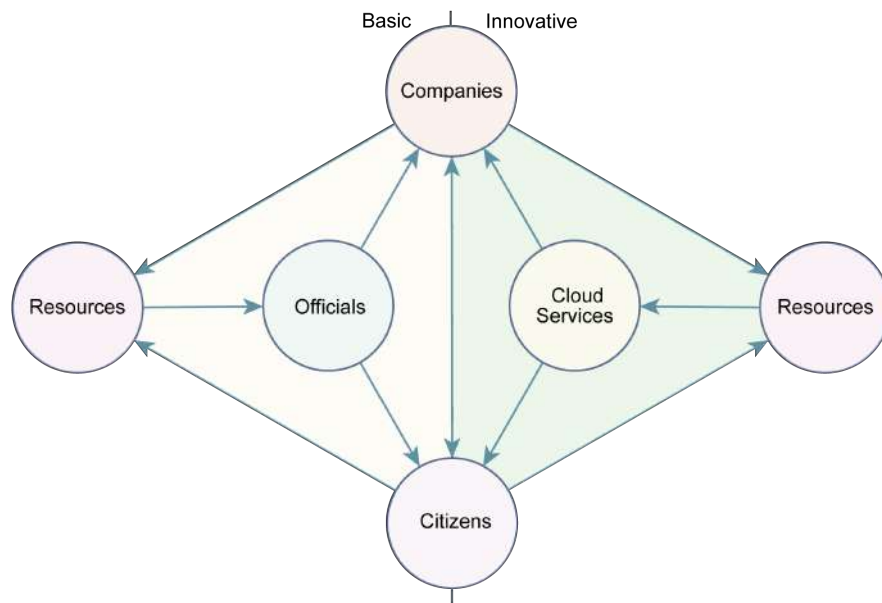 Basic
Innovative
Companies
Resources
Officials
Cloud
Services
Resources
Citizens